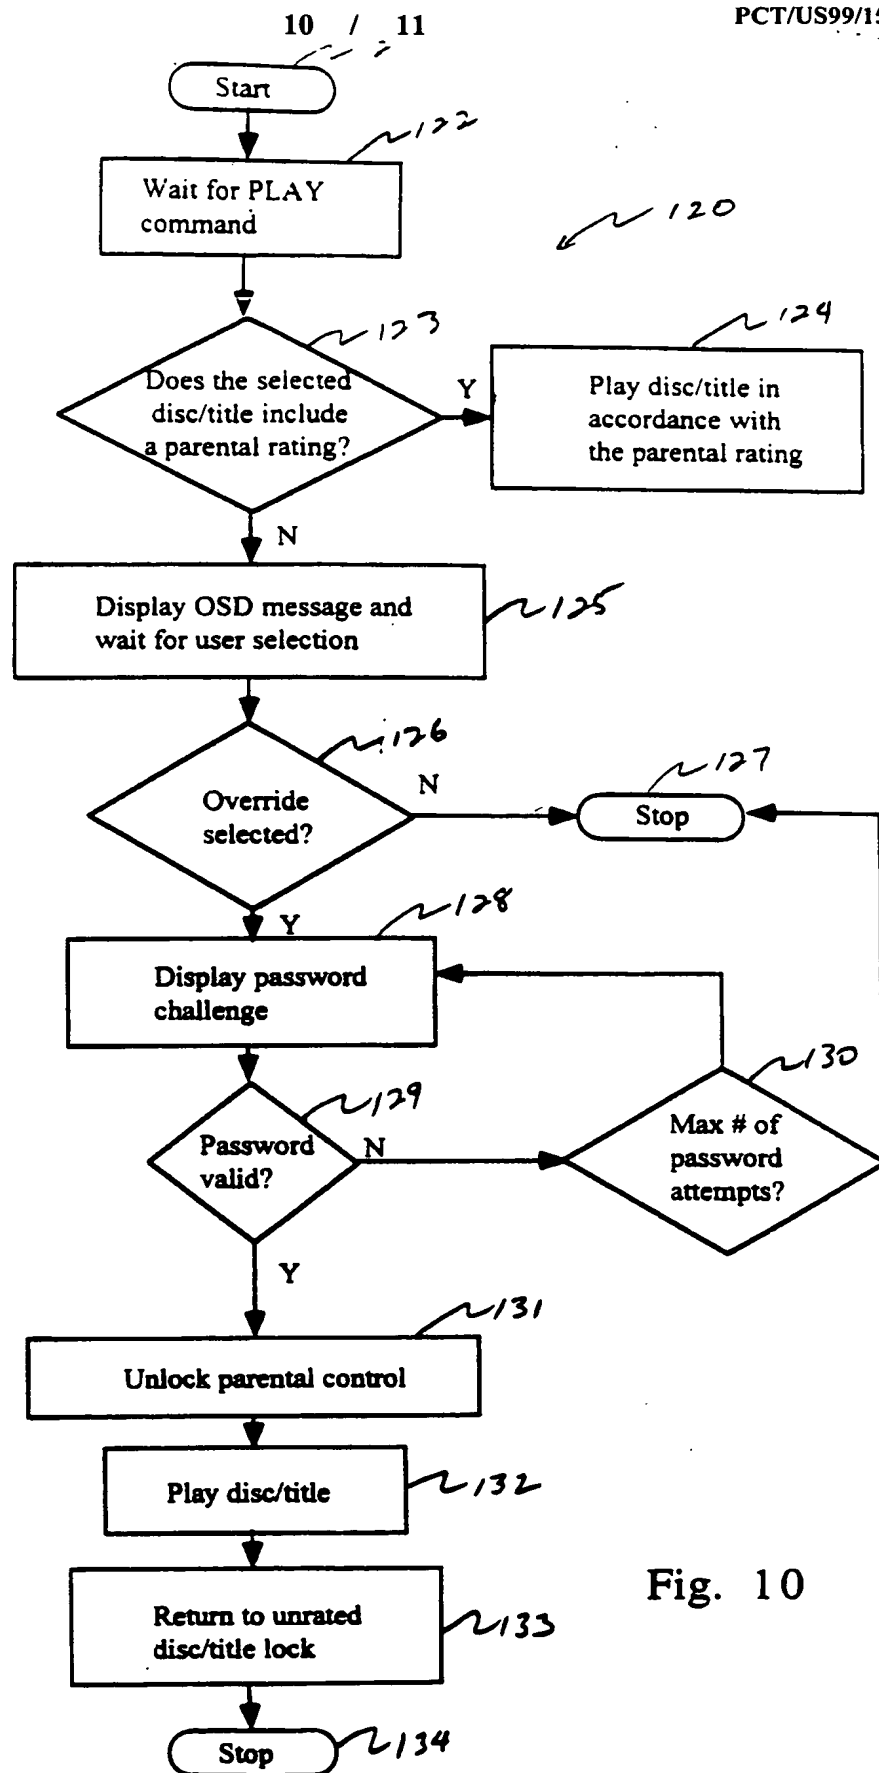 10 / 11
PCT/US99/15
Start
122
Wait for PLAY
command
120
123
124
Does the selected
disc/title include
a parental rating?
Y
Play disc/title in
accordance with
the parental rating
N
Display OSD message and
wait for user selection
125
126
127
Override
selected?
N
Stop
Y
128
Display password
challenge
129
130
Password
valid?
N
Max # of
password
attempts?
Y
131
Unlock parental control
Play disc/title
132
Fig. 10
Return to unrated
disc/title lock
133
Stop
134